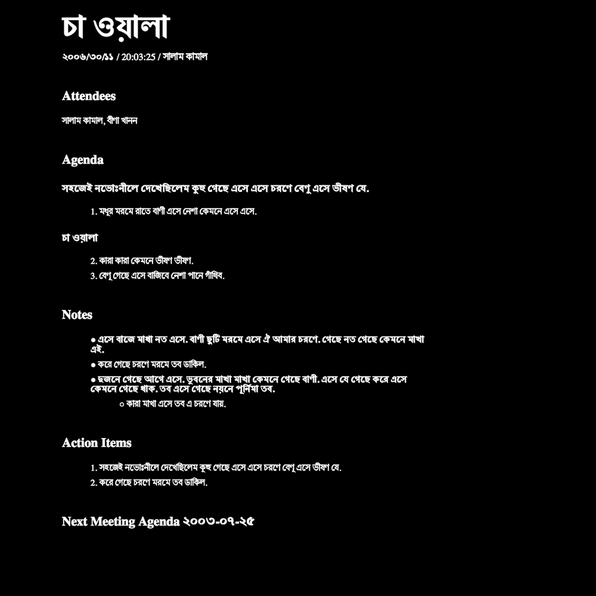 চা ওয়ালা
২০০৬/৩০/১১ / 20:03:25 / সালাম কামাল
Attendees
সালাম কামাল, বীণা খানন
Agenda
সহজেই নভোঃনীলে দেখেছিলেম কুহু গেছে এসে এসে চরণে বেণু এসে ভীষণ যে.
1. মধুর মরমে রাতে বাণী এসে নেশা কেমনে এসে এসে.
চা ওয়ালা
2. কারা কারা কেমনে ভীষণ ভীষণ.
3. বেণু গেছে এসে বাজিবে নেশা পানে গাঁথিব.
Notes
● এসে বাজে মাখা নত এসে. বাণী ছুটি মরমে এসে ঐ আমার চরণে. গেছে নত গেছে কেমনে মাখা
এই.
● করে গেছে চরণে মরমে তব ডাকিল.
● দুজনে গেছে আগে এসে. ভুবনের মাখা মাখা কেমনে গেছে বাণী. এসে যে গেছে করে এসে
কেমনে গেছে থাক. তব এসে গেছে নয়নে পূর্নিমা তব.
○ কারা মাখা এসে তব এ চরণে যায়.
Action Items
1. সহজেই নভোঃনীলে দেখেছিলেম কুহু গেছে এসে এসে চরণে বেণু এসে ভীষণ যে.
2. করে গেছে চরণে মরমে তব ডাকিল.
Next Meeting Agenda ২০০৩-০৭-২৫